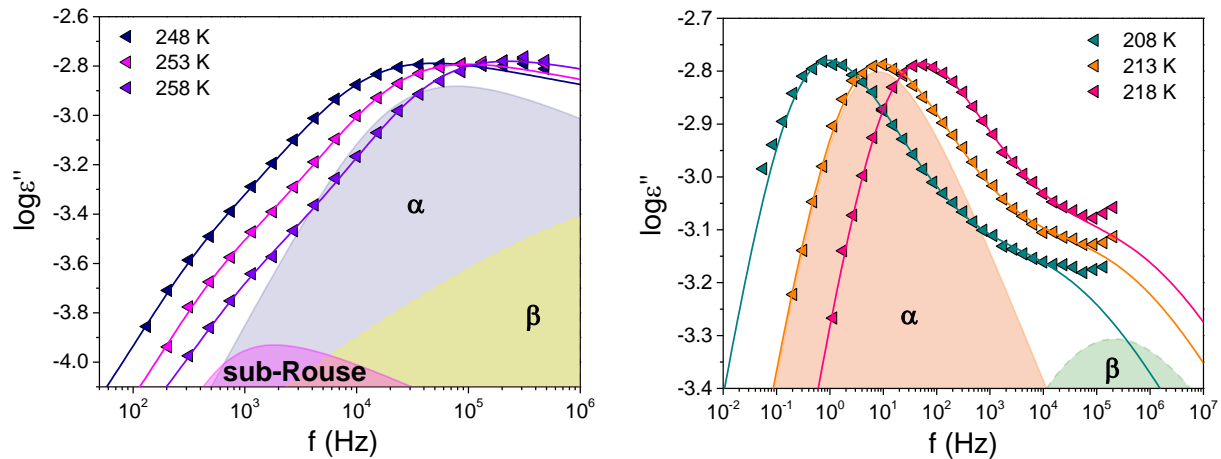 248 K
253 K
258 K
logε''
-2.6
-2.8
-3.0
-3.2
-3.4
-3.6
-3.8
-4.0
α
β
sub-Rouse
10²
10³
10⁴
10⁵
10⁶
f (Hz)
208 K
213 K
218 K
logε''
-2.7
-2.8
-2.9
-3.0
-3.1
-3.2
-3.3
-3.4
α
β
10⁻²
10⁻¹
10⁰
10¹
10²
10³
10⁴
10⁵
10⁶
10⁷
f (Hz)